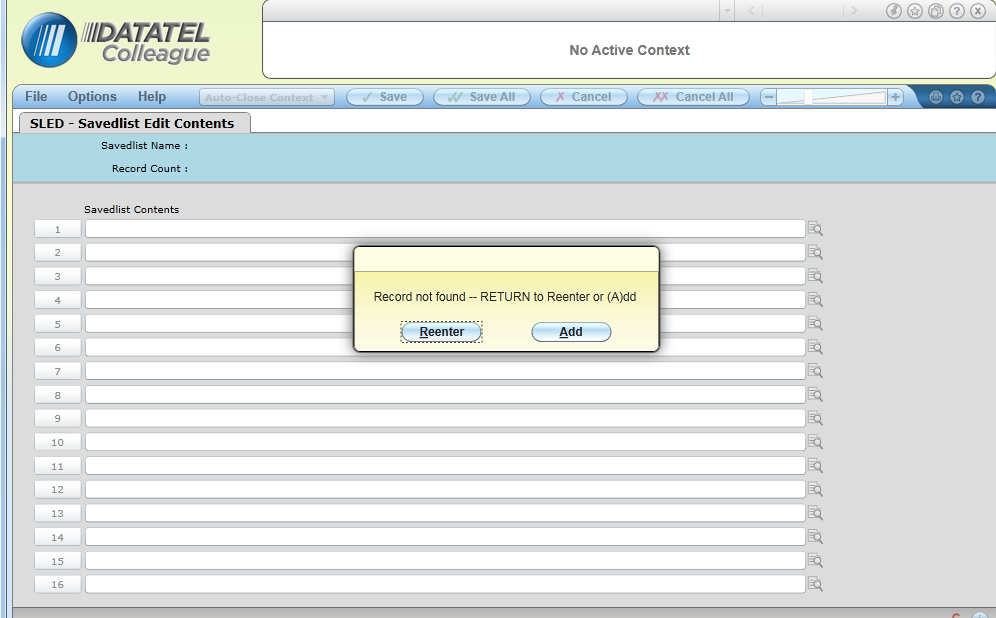 DATATEL
Colleague
No Active Context
File Options Help Auto-Close Context Save Save All Cancel Cancel All
SLED - Savedlist Edit Contents
Savedlist Name :
Record Count :
Savedlist Contents
1
2
3
4
5
6
7
8
9
10
11
12
13
14
15
16
Record not found -- RETURN to Reenter or (A)dd
Reenter Add